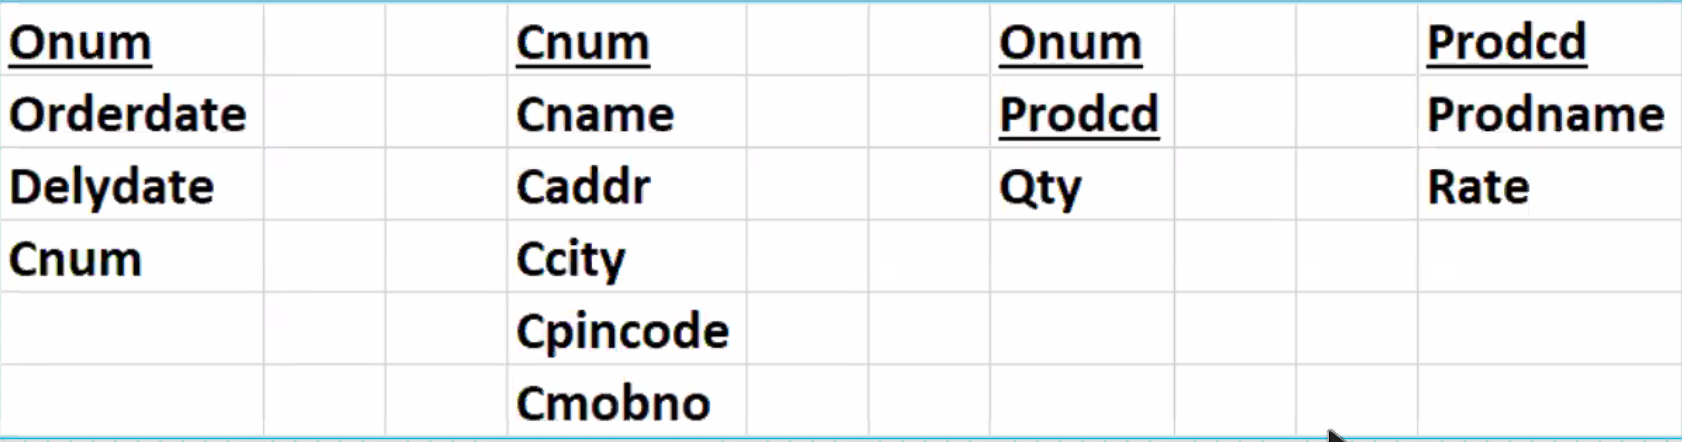 Onum Cnum Onum Prodcd
Orderdate Cname Prodcd Prodname
Delydate Caddr Qty Rate
Cnum Ccity
Cpincode
Cmobno